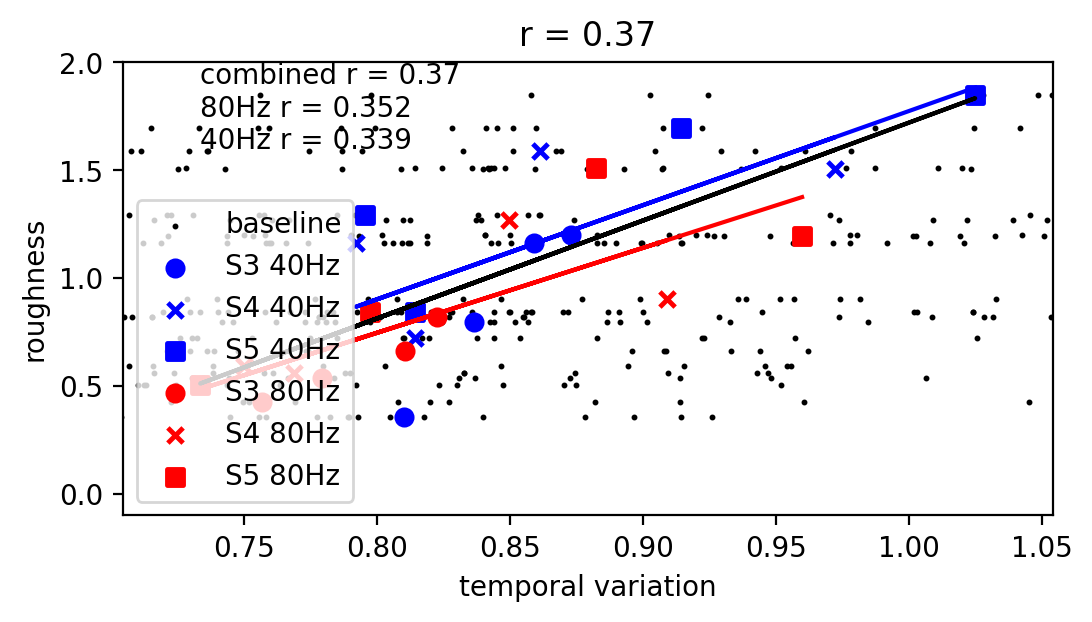 r = 0.37
combined r = 0.37
80Hz r = 0.352
40Hz r = 0.339
2.0
1.5
1.0
0.5
0.0
roughness
baseline
S3 40Hz
S4 40Hz
S5 40Hz
S3 80Hz
S4 80Hz
S5 80Hz
0.75 0.80 0.85 0.90 0.95 1.00 1.05
temporal variation